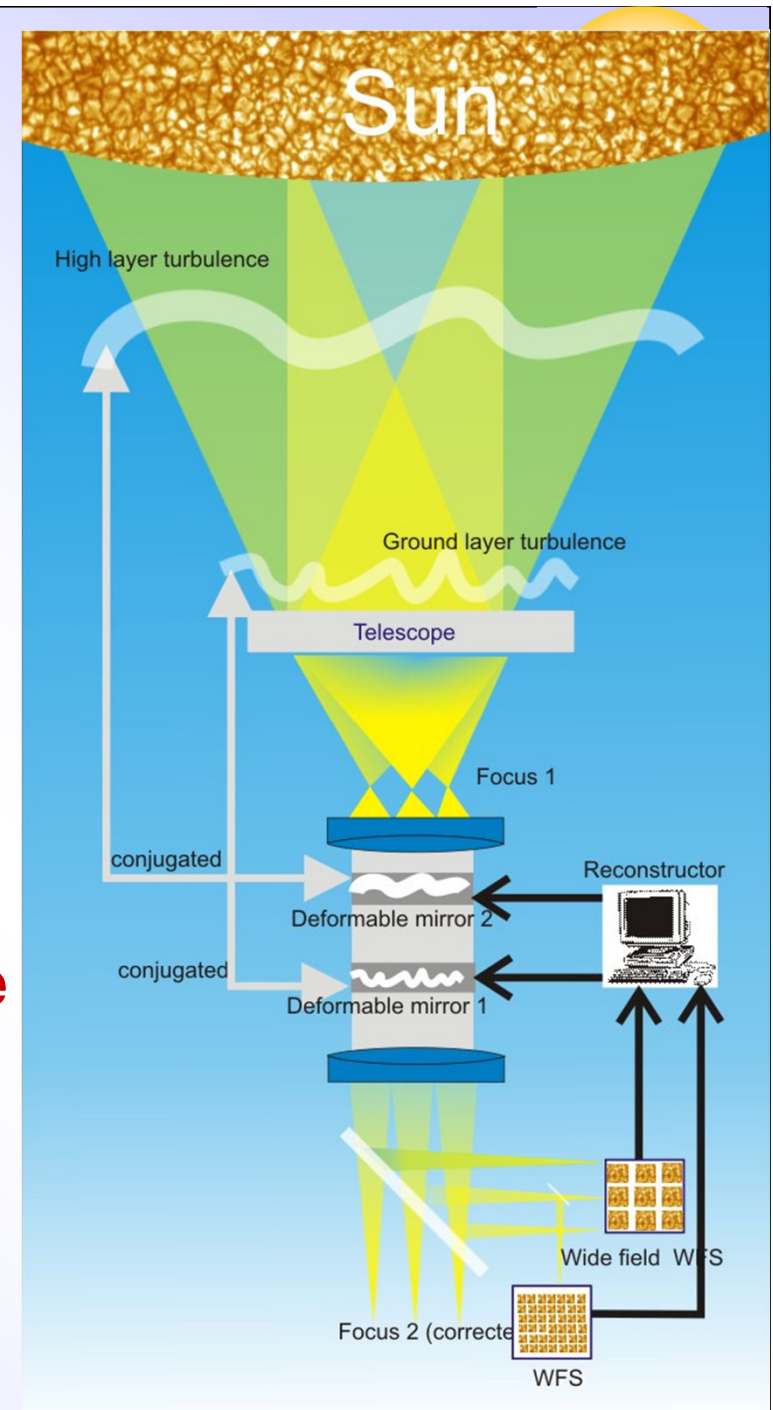 Sun
High layer turbulence
Ground layer turbulence
Telescope
Focus 1
conjugated
Reconstructor
Deformable mirror 2
conjugated
e
Deformable mirror 1
Wide field WFS
Focus 2 (correcte
WFS